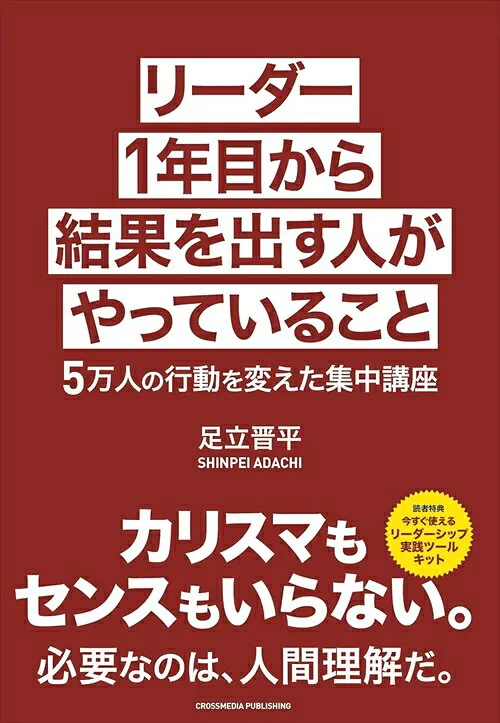 リーダー
1年目から
結果を出す人が
やっていること
5万人の行動を変えた集中講座
足立晋平
SHINPEI ADACHI
読者特典
今すぐ使える
リーダーシップ
実践ツール
キット
カリスマも
センスもいらない。
必要なのは、人間理解だ。
CROSSMEDIA PUBLISHING